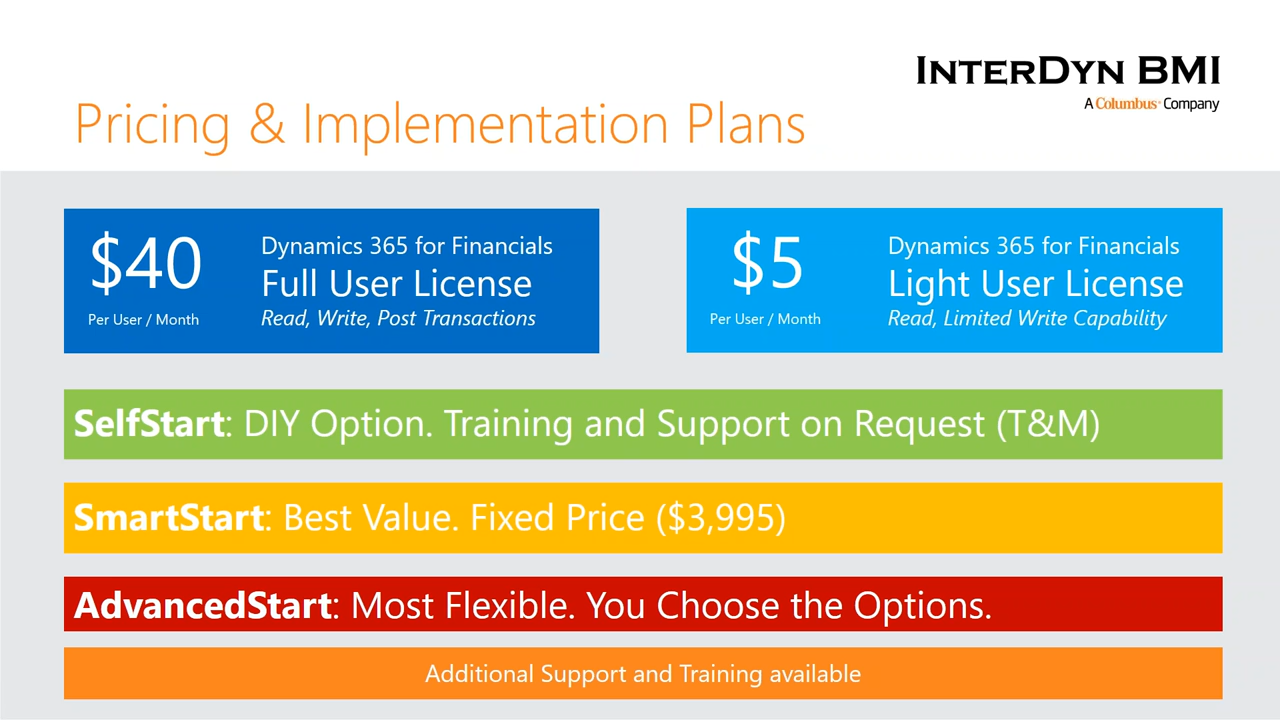 INTERDYN BMI
A Columbus Company
Pricing & Implementation Plans
$40
Per User / Month
Dynamics 365 for Financials
Full User License
Read, Write, Post Transactions
$5
Per User / Month
Dynamics 365 for Financials
Light User License
Read, Limited Write Capability
SelfStart: DIY Option. Training and Support on Request (T&M)
SmartStart: Best Value. Fixed Price ($3,995)
AdvancedStart: Most Flexible. You Choose the Options.
Additional Support and Training available